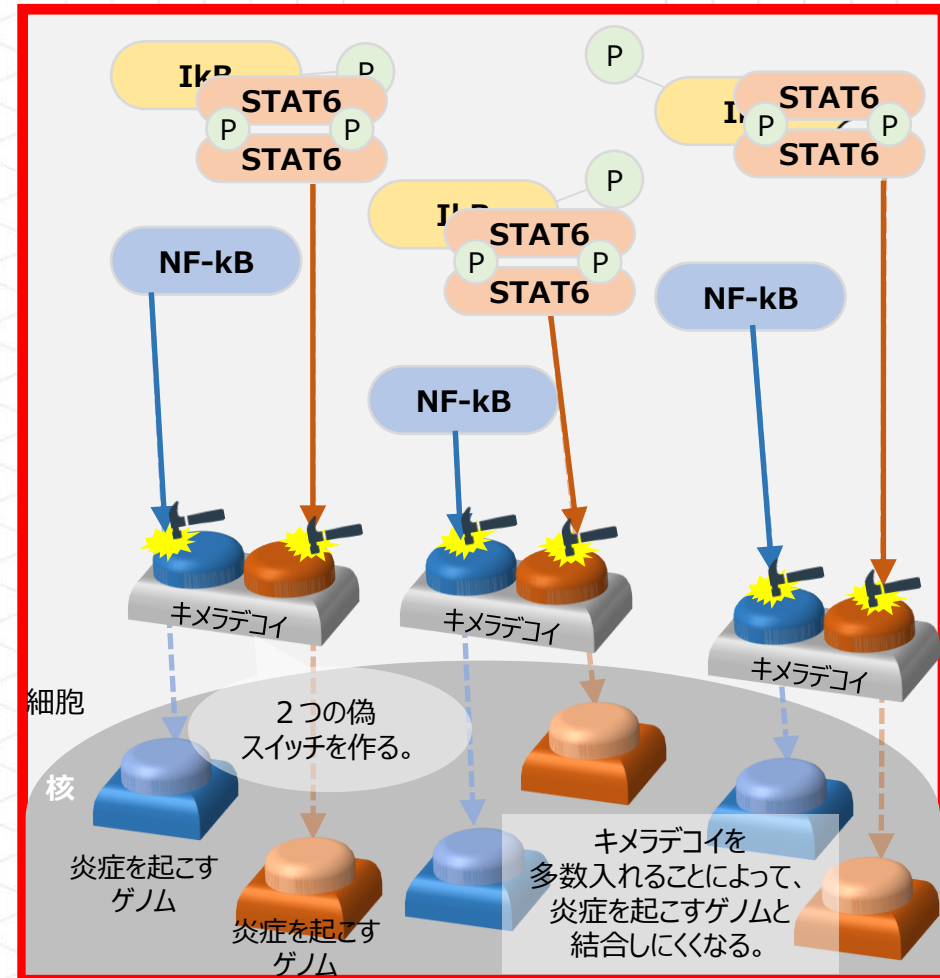 IkB
P
STAT6
P
P
STAT6
P
STAT6
P
P
STAT6
P
IkB
STAT6
P
P
STAT6
NF-kB
NF-kB
NF-kB
キメラデコイ
キメラデコイ
キメラデコイ
細胞
核
2つの偽
スイッチを作る。
炎症を起こす
ゲノム
炎症を起こす
ゲノム
キメラデコイを
多数入れることによって、
炎症を起こすゲノムと
結合しにくくなる。